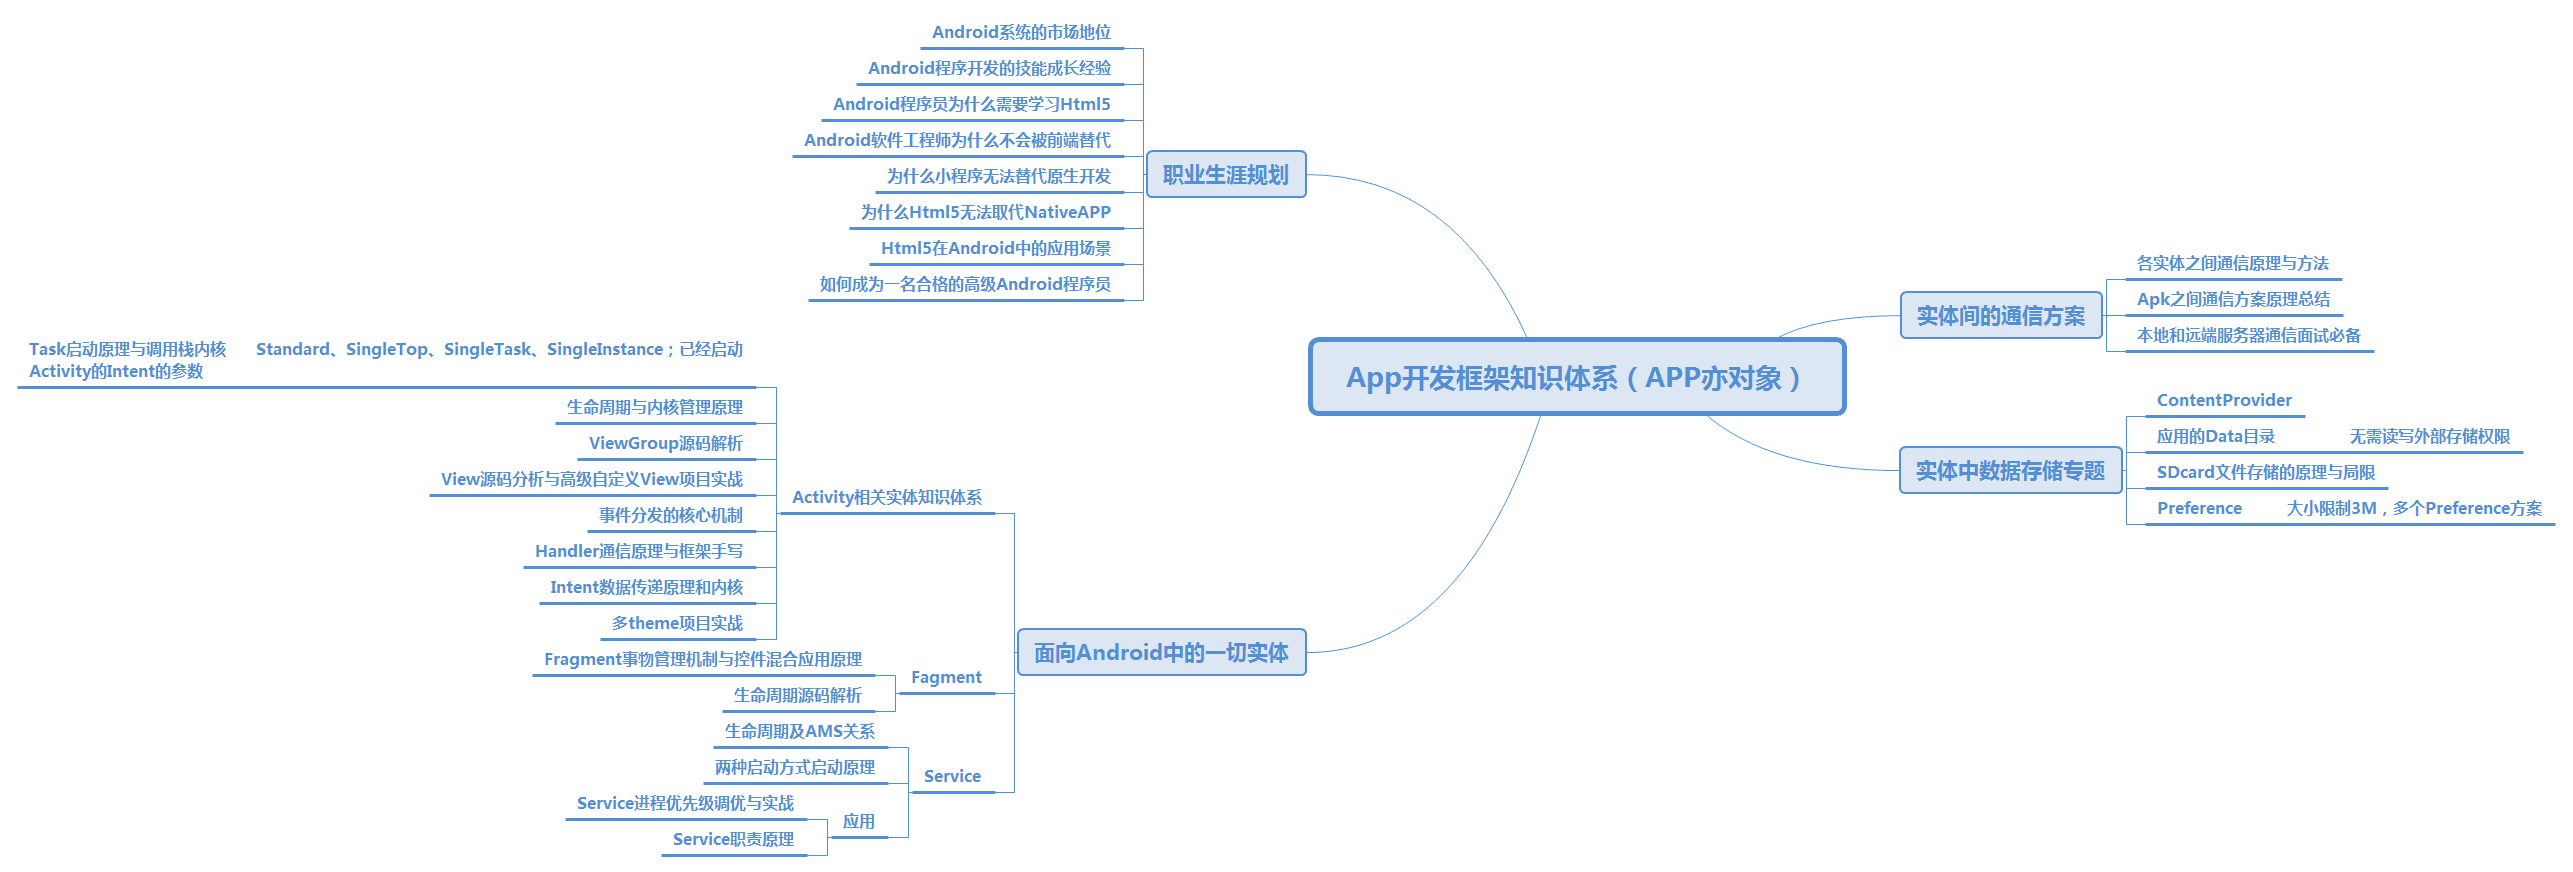 App开发框架知识体系（APP亦对象）
职业生涯规划
Android系统的市场地位
Android程序开发的技能成长经验
Android程序员为什么需要学习Html5
Android软件工程师为什么不会被前端替代
为什么小程序无法替代原生开发
为什么Html5无法取代NativeAPP
Html5在Android中的应用场景
如何成为一名合格的高级Android程序员
面向Android中的一切实体
Activity相关实体知识体系
Task启动原理与调用栈内核 Standard、SingleTop、SingleTask、SingleInstance；已经启动
Activity的Intent的参数
生命周期与内核管理原理
ViewGroup源码解析
View源码分析与高级自定义View项目实战
事件分发的核心机制
Handler通信原理与框架手写
Intent数据传递原理和内核
多theme项目实战
Fagment
Fragment事物管理机制与控件混合应用原理
生命周期源码解析
Service
生命周期及AMS关系
两种启动方式启动原理
应用
Service进程优先级调优与实战
Service职责原理
实体间的通信方案
各实体之间通信原理与方法
Apk之间通信方案原理总结
本地和远端服务器通信面试必备
实体中数据存储专题
ContentProvider
应用的Data目录 无需读写外部存储权限
SDcard文件存储的原理与局限
Preference 大小限制3M，多个Preference方案